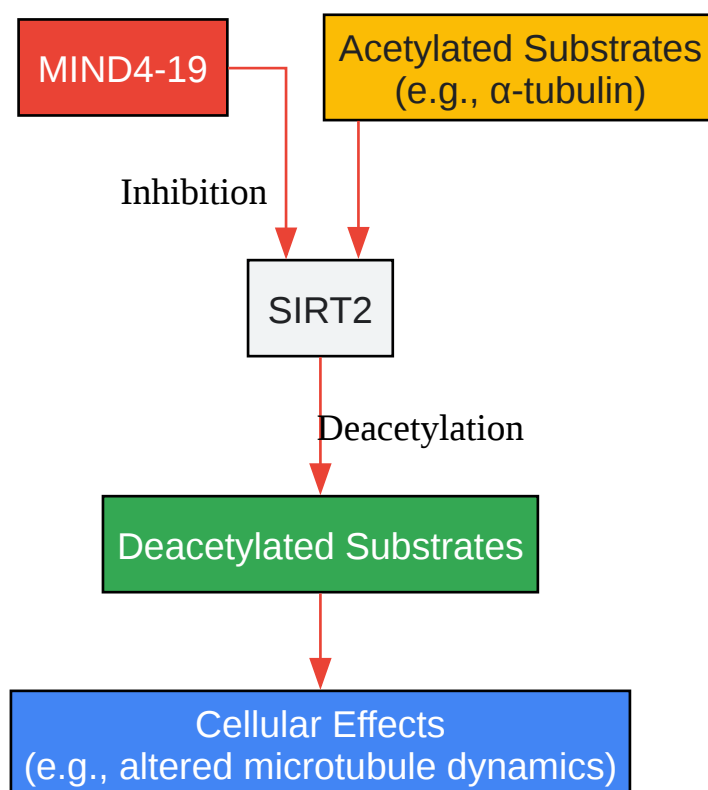 MIND4-19
Acetylated Substrates
(e.g., α-tubulin)
Inhibition
SIRT2
Deacetylation
Deacetylated Substrates
Cellular Effects
(e.g., altered microtubule dynamics)